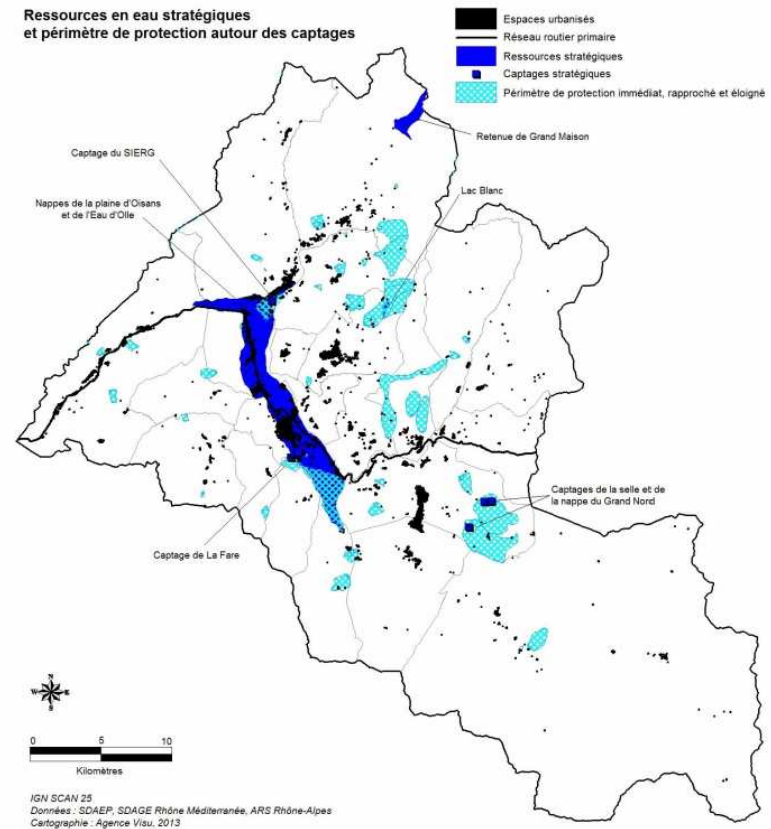 Ressources en eau stratégiques
et périmètre de protection autour des captages
Espaces urbanisés
Réseau routier primaire
Ressources stratégiques
Captages stratégiques
Périmètre de protection immédiat, rapproché et éloigné
Retenue de Grand Maison
Captage du SIERG
Lac Blanc
Nappes de la plaine d'Oisans
et de l'Eau d'Olle
Captages de la selle et de
la nappe du Grand Nord
Captage de La Fare
N
W E
S
0 5 10
Kilomètres
IGN SCAN 25
Données : SDAEP, SDAGE Rhône Méditerranée, ARS Rhône-Alpes
Cartographie : Agence Visu, 2013